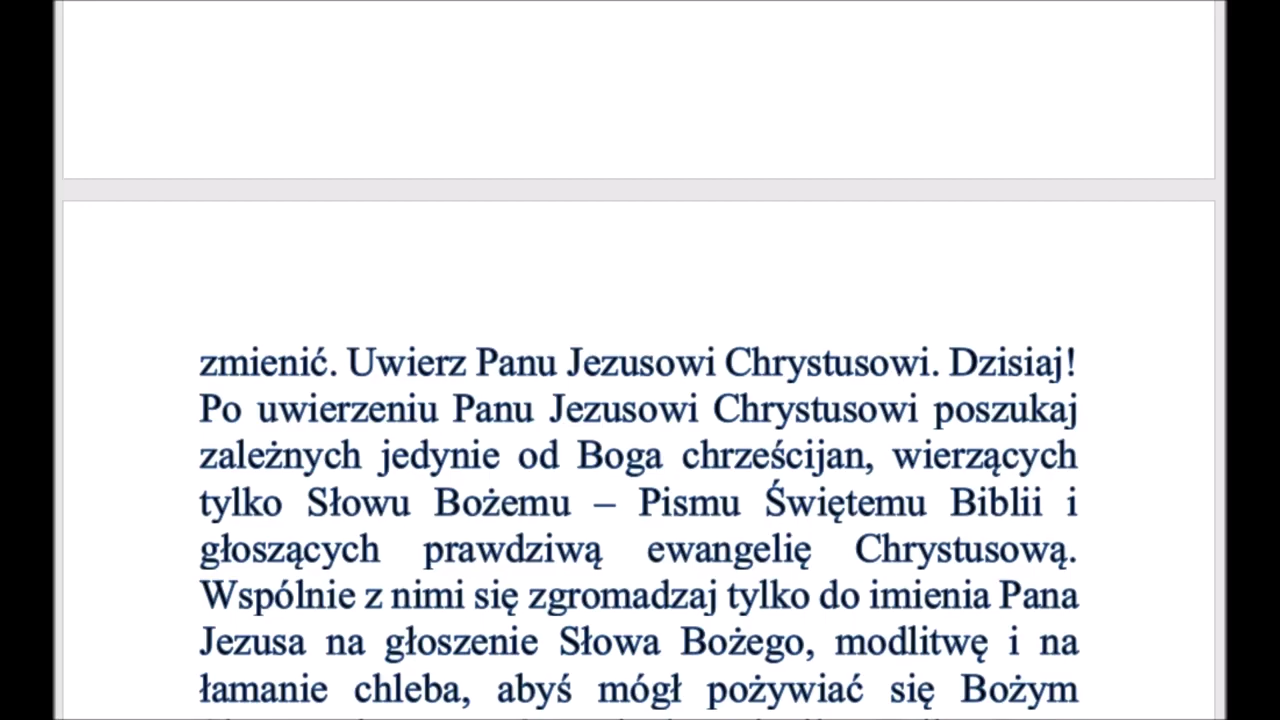 zmienić. Uwierz Panu Jezusowi Chrystusowi. Dzisiaj!
Po uwierzeniu Panu Jezusowi Chrystusowi poszukaj
zależnych jedynie od Boga chrześcijan, wierzących
tylko Słowu Bożemu – Pismu Świętemu Biblii i
głoszących prawdziwą ewangelię Chrystusową.
Wspólnie z nimi się zgromadzaj tylko do imienia Pana
Jezusa na głoszenie Słowa Bożego, modlitwę i na
łamanie chleba, abyś mógł pożywiać się Bożym